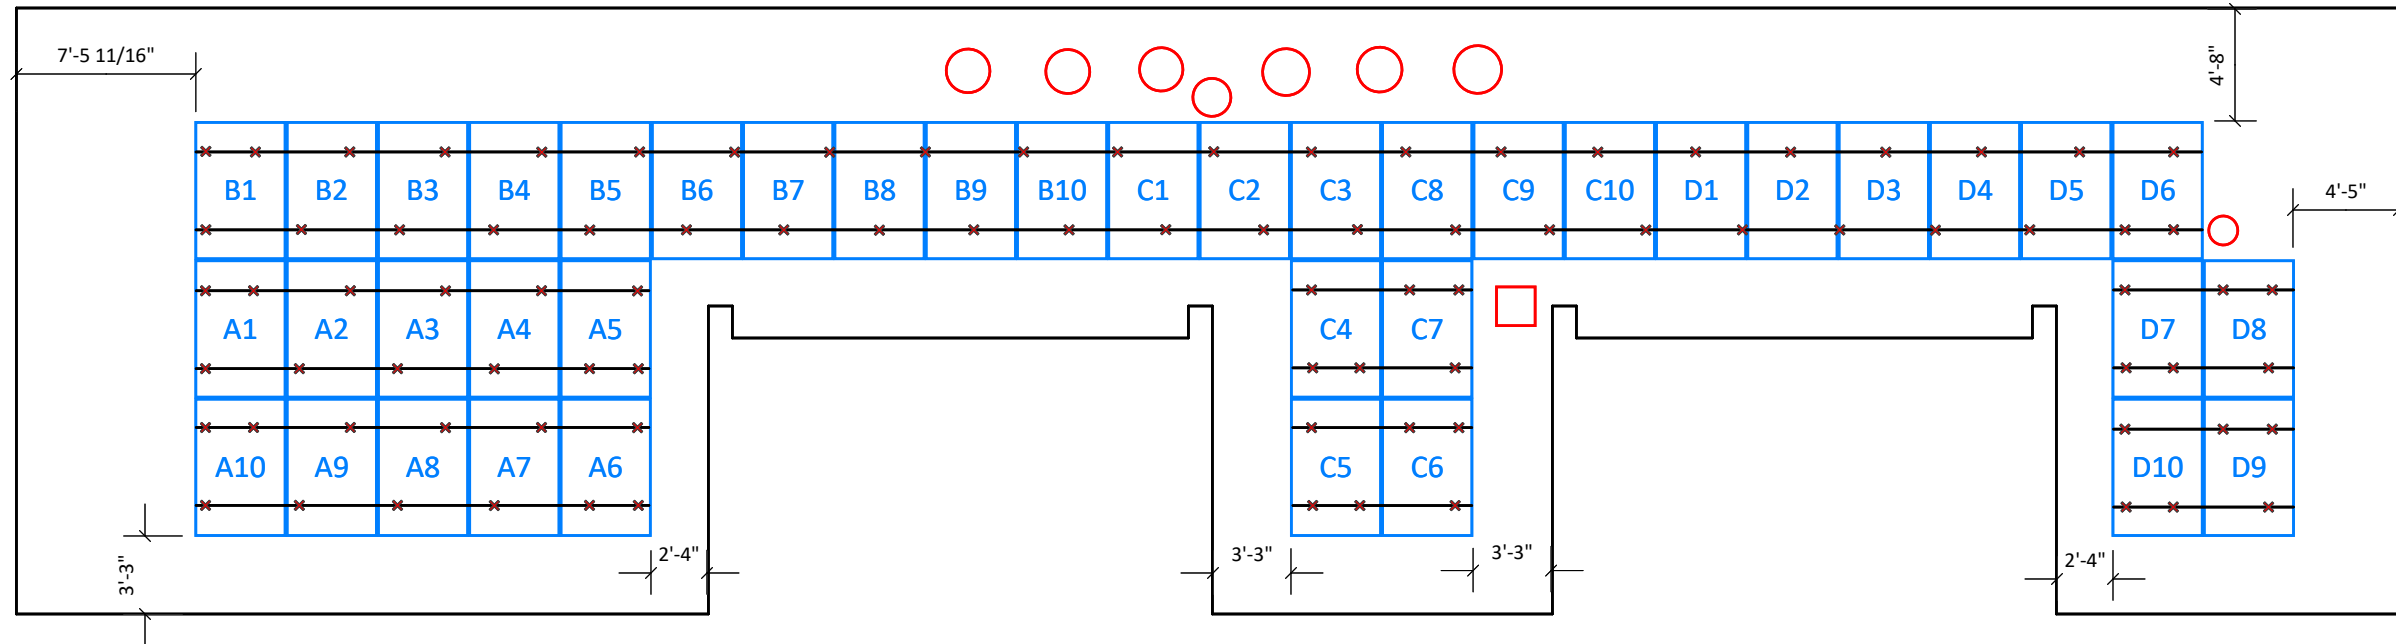 7'-5 11/16"
4'-8"
B1 B2 B3 B4 B5 B6 B7 B8 B9 B10 C1 C2 C3 C8 C9 C10 D1 D2 D3 D4 D5 D6
4'-5"
A1 A2 A3 A4 A5 C4 C7 D7 D8
A10 A9 A8 A7 A6 C5 C6 D10 D9
3'-3"
2'-4"
3'-3"
3'-3"
2'-4"